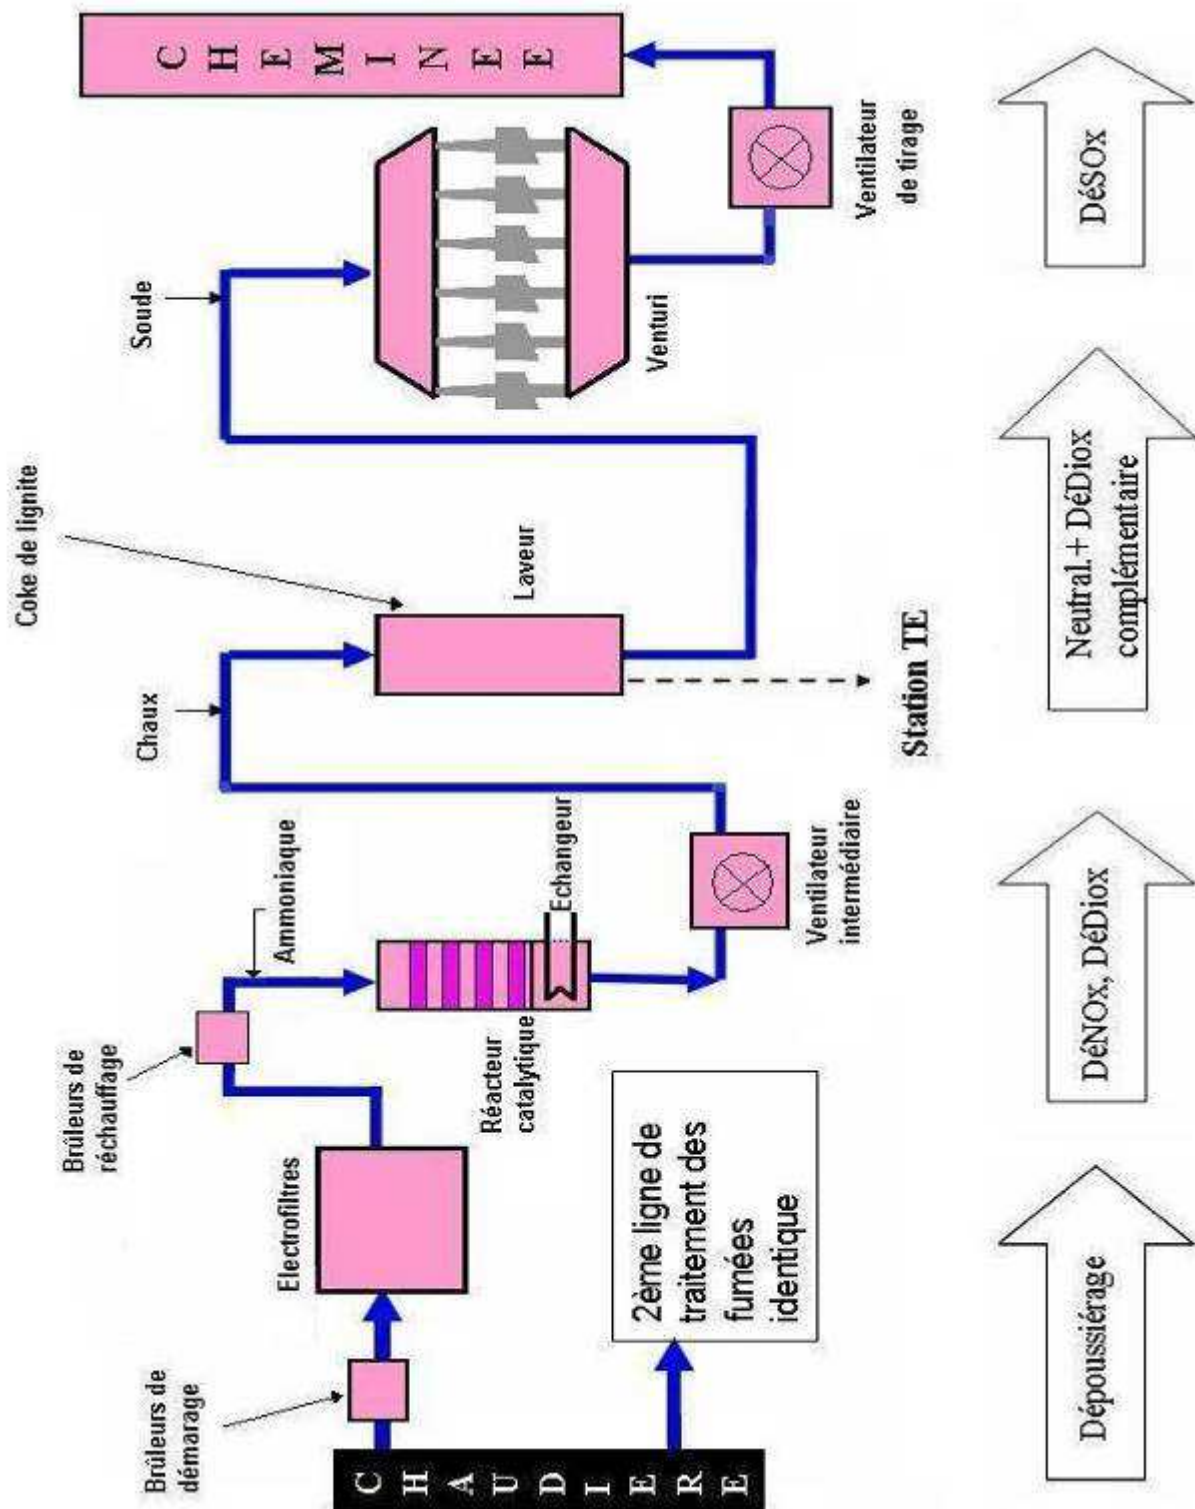 CHAUDIERE
Brûleurs de
démarage
Electrofiltres
Brûleurs de
réchauffage
Ammoniaque
Réacteur
catalytique
Echangeur
2ème ligne de
traitement des
fumées
identique
Ventilateur
intermédiaire
Chaux
Coke de lignite
Laveur
Station TE
Soude
Venturi
Ventilateur
de tirage
CHEMINEE
Dépoussiérage
DéNOx, DéDiox
Neutral.+ DéDiox
complémentaire
DéSOx